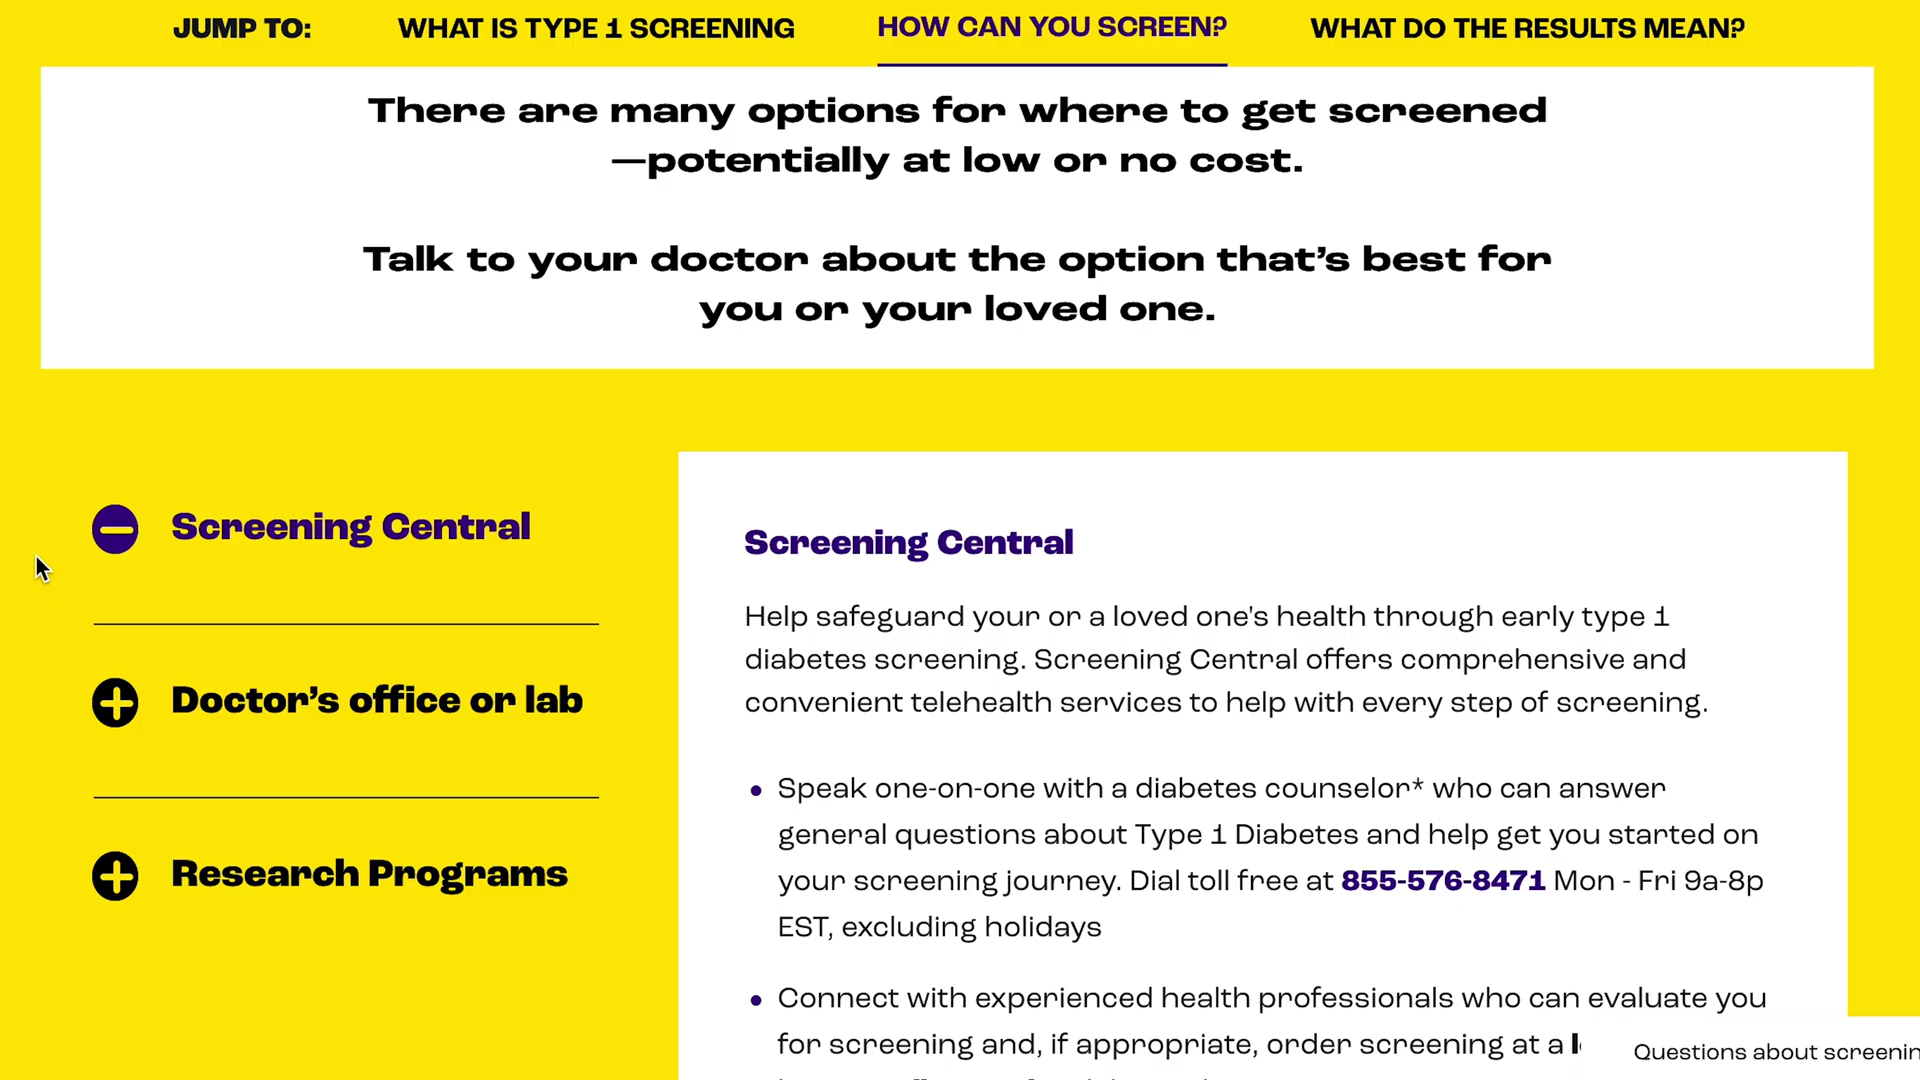 JUMP TO: WHAT IS TYPE 1 SCREENING HOW CAN YOU SCREEN? WHAT DO THE RESULTS MEAN?
There are many options for where to get screened
—potentially at low or no cost.
Talk to your doctor about the option that’s best for
you or your loved one.
Screening Central
Doctor’s office or lab
Research Programs
Screening Central
Help safeguard your or a loved one's health through early type 1
diabetes screening. Screening Central offers comprehensive and
convenient telehealth services to help with every step of screening.
• Speak one-on-one with a diabetes counselor* who can answer
general questions about Type 1 Diabetes and help get you started on
your screening journey. Dial toll free at 855-576-8471 Mon - Fri 9a-8p
EST, excluding holidays
• Connect with experienced health professionals who can evaluate you
for screening and, if appropriate, order screening at a
Questions about